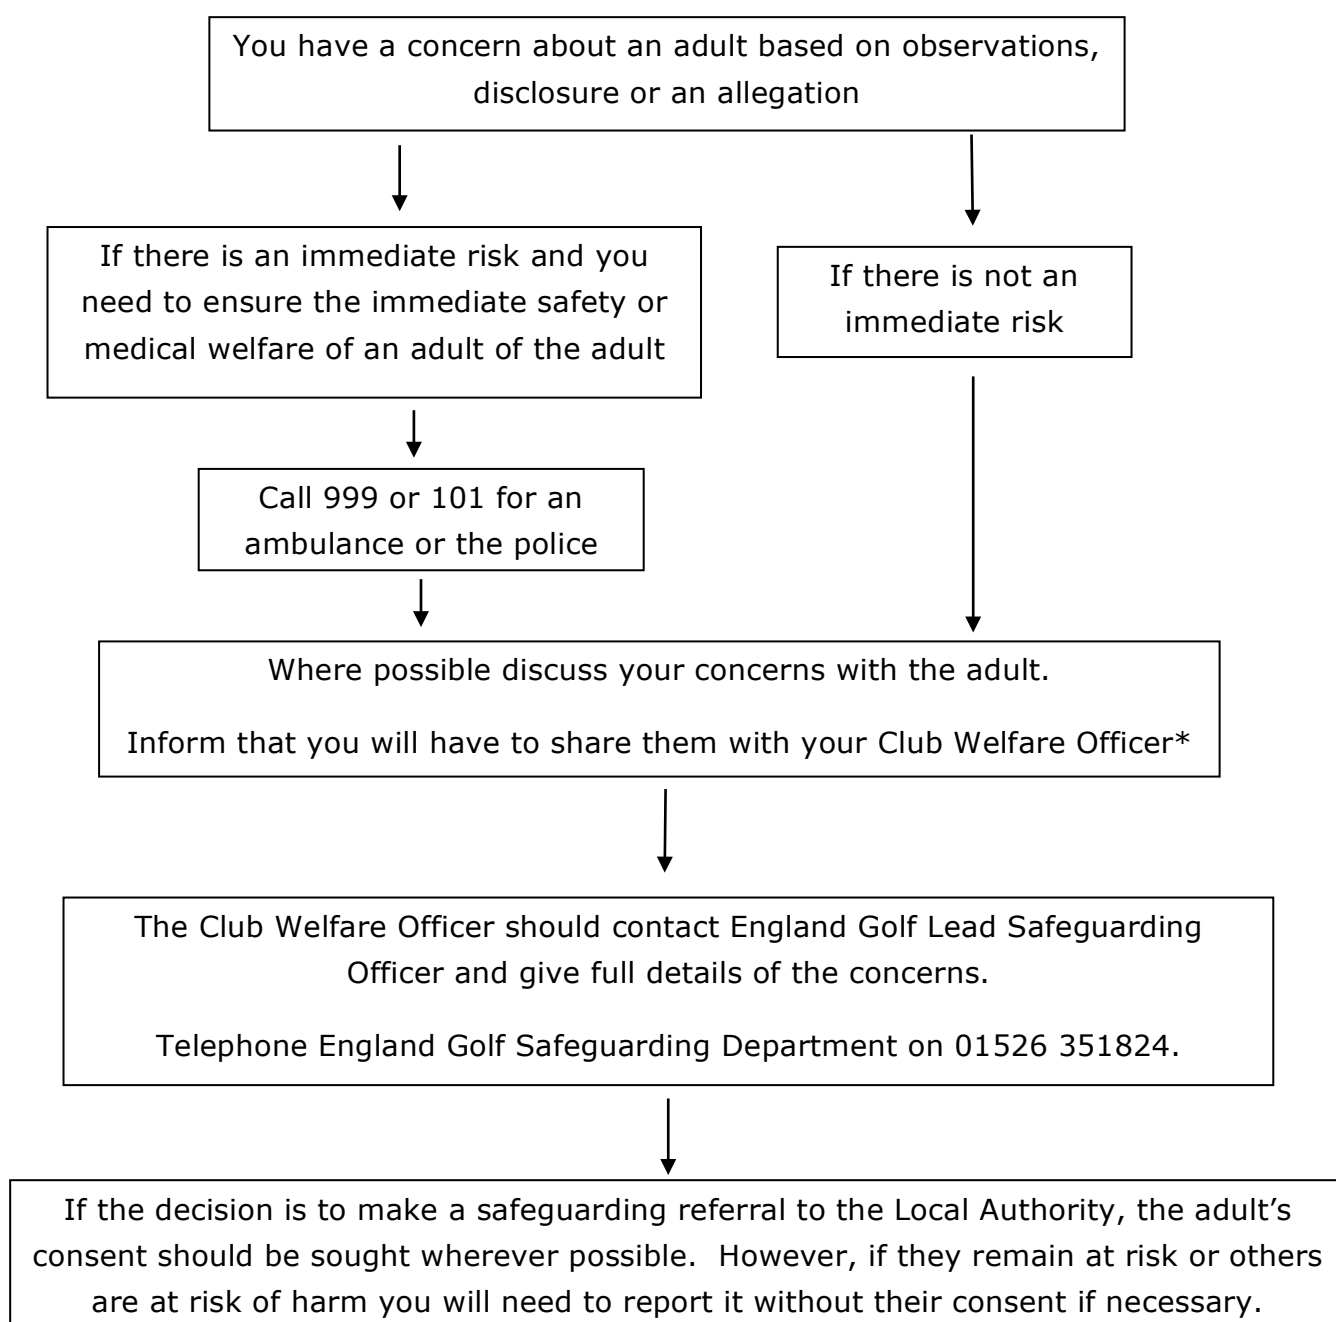 You have a concern about an adult based on observations,
disclosure or an allegation
If there is an immediate risk and you
need to ensure the immediate safety or
medical welfare of an adult of the adult
If there is not an
immediate risk
Call 999 or 101 for an
ambulance or the police
Where possible discuss your concerns with the adult.
Inform that you will have to share them with your Club Welfare Officer*
The Club Welfare Officer should contact England Golf Lead Safeguarding
Officer and give full details of the concerns.
Telephone England Golf Safeguarding Department on 01526 351824.
If the decision is to make a safeguarding referral to the Local Authority, the adult’s
consent should be sought wherever possible.  However, if they remain at risk or others
are at risk of harm you will need to report it without their consent if necessary.